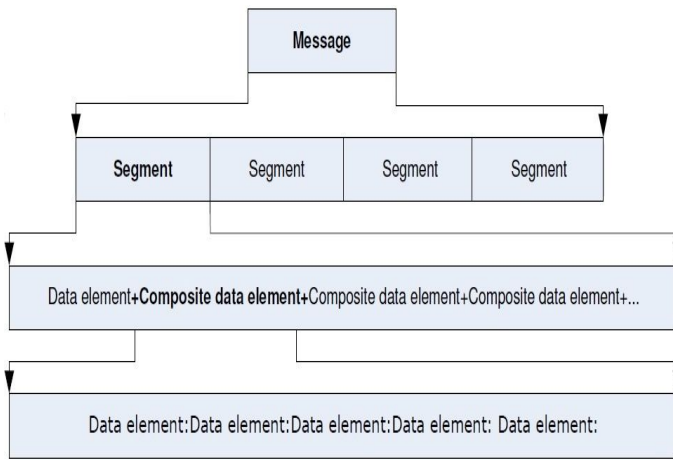 Message
Segment Segment Segment Segment
Data element+Composite data element+Composite data element+Composite data element+...
Data element:Data element:Data element:Data element: Data element: